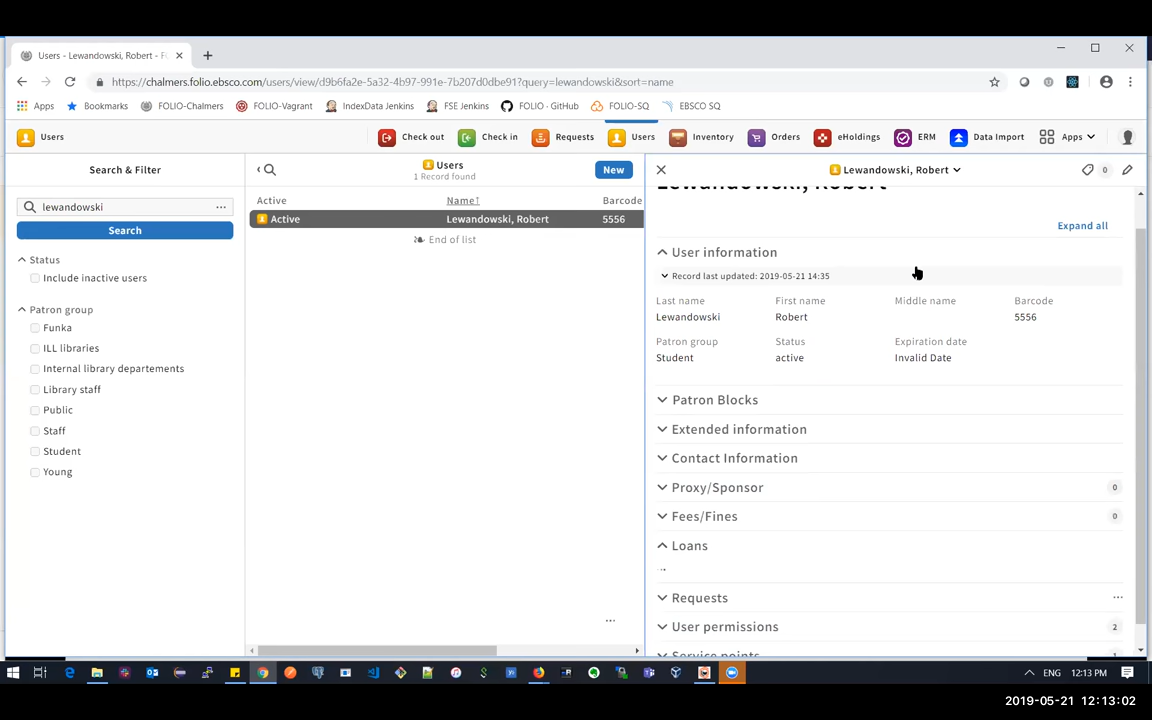 Users - Lewandowski, Robert - F
https://chalmers.folio.ebsco.com/users/view/d9b6fa2e-5a32-4b97-991e-7b207d0dbe91?query=lewandowski&sort=name
Apps Bookmarks FOLIO-Chalmers FOLIO-Vagrant IndexData Jenkins FSE Jenkins FOLIO · GitHub FOLIO-SQ EBSCO SQ
Users Check out Check in Requests Users Inventory Orders eHoldings ERM Data Import Apps
Search & Filter
lewandowski
Search
Status
Include inactive users
Patron group
Funka
ILL libraries
Internal library departements
Library staff
Public
Staff
Student
Young
Users
1 Record found
New
Active Name↑ Barcode
Active Lewandowski, Robert 5556
End of list
Lewandowski, Robert
0
Lewandowski, Robert
Expand all
User information
Record last updated: 2019-05-21 14:35
Last name First name Middle name Barcode
Lewandowski Robert 5556
Patron group Status Expiration date
Student active Invalid Date
Patron Blocks
Extended information
Contact Information
Proxy/Sponsor 0
Fees/Fines 0
Loans
Requests
User permissions 2
Service points 1
ENG 12:13 PM
2019-05-21 12:13:02